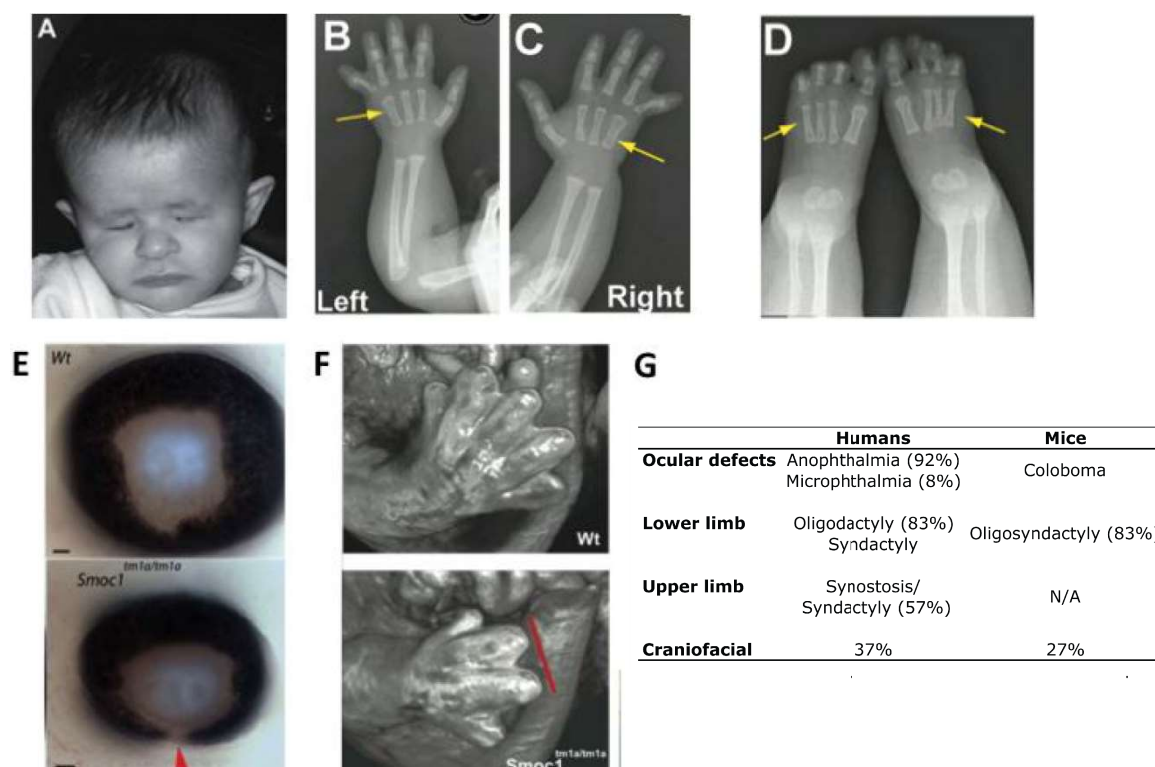 A
B
C
D
Left
Right
E
Wt
Smoc1 tm1a/tm1a
F
Wt
Smoc1 tm1a/tm1a
G
Humans Mice
Ocular defects Anophthalmia (92%) Coloboma
Microphthalmia (8%)
Lower limb Oligodactyly (83%) Oligosyndactyly (83%)
Syndactyly
Upper limb Synostosis/ N/A
Syndactyly (57%)
Craniofacial 37% 27%